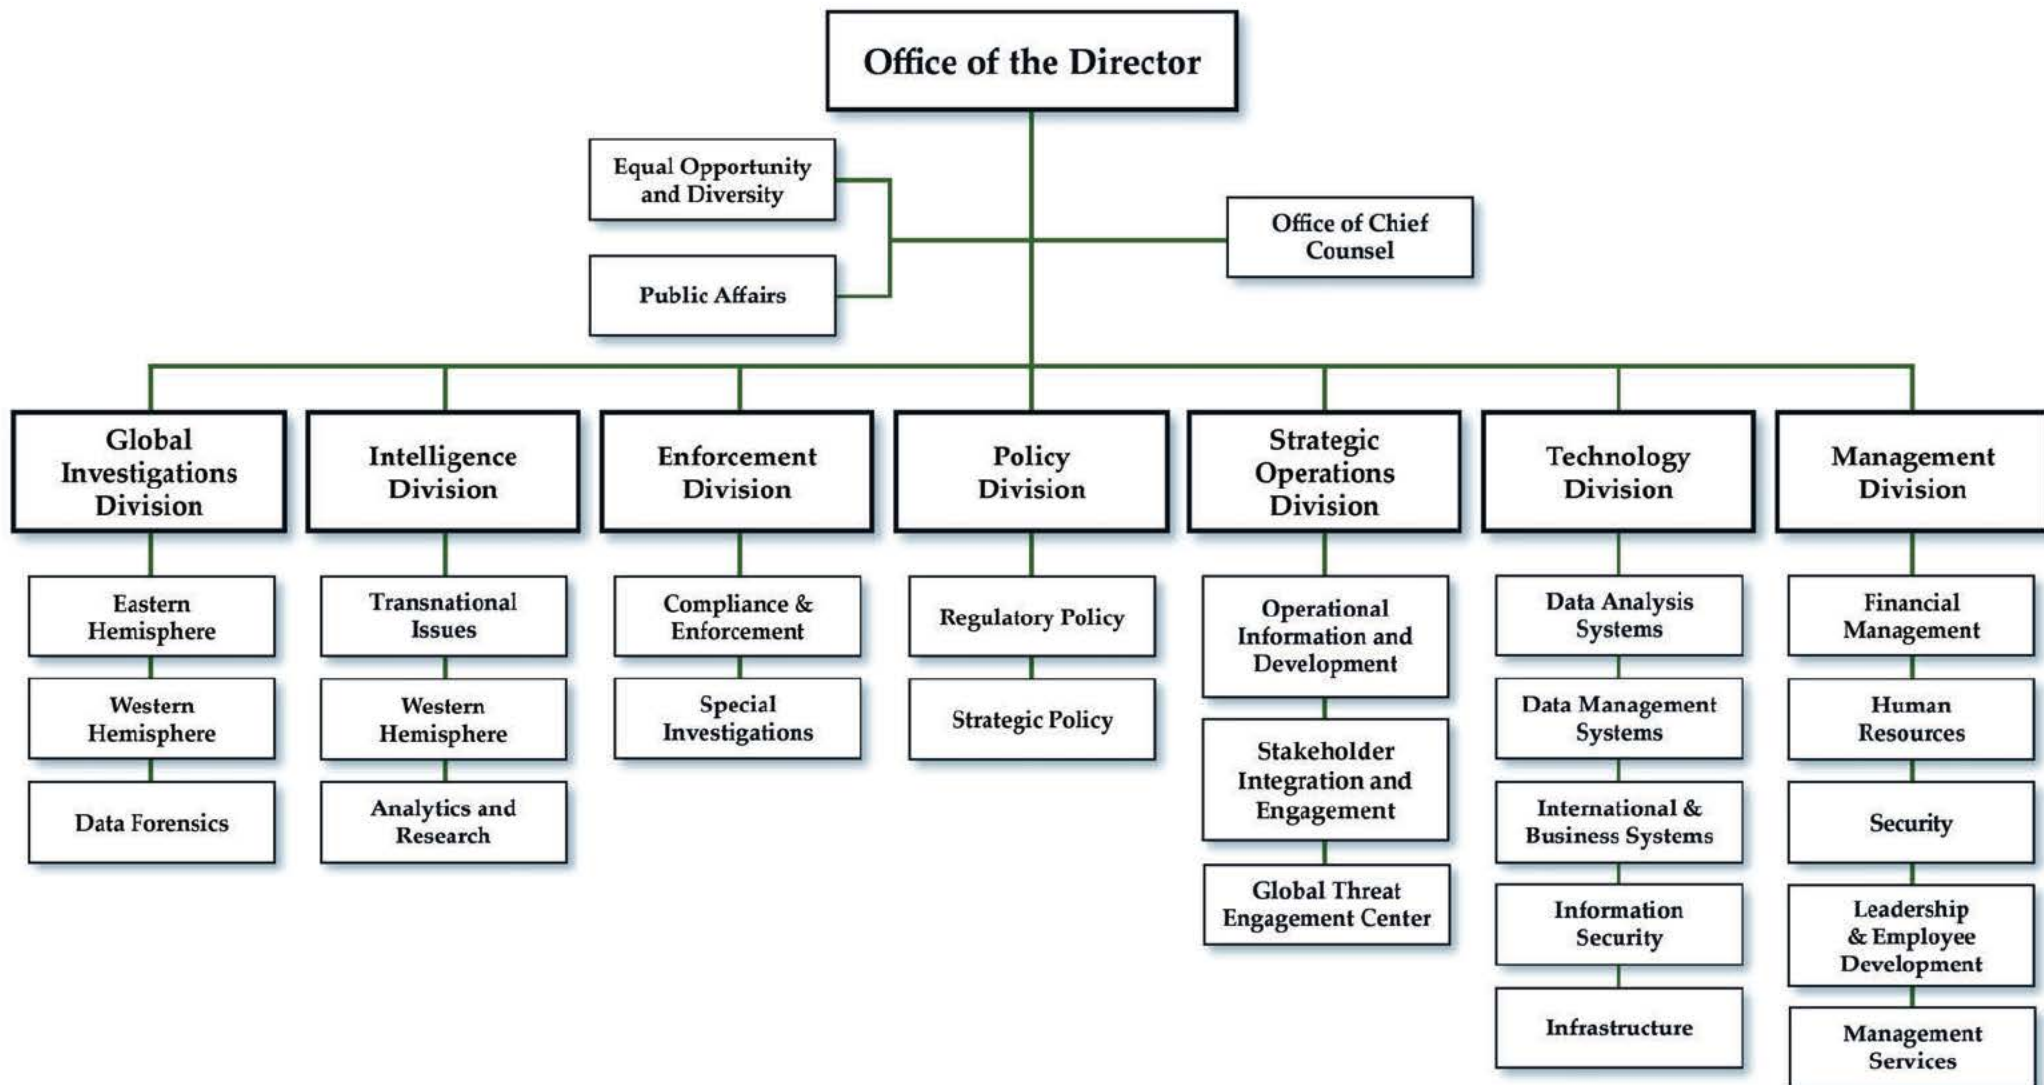 Office of the Director
Equal Opportunity
and Diversity
Public Affairs
Office of Chief
Counsel
Global
Investigations
Division
Eastern
Hemisphere
Western
Hemisphere
Data Forensics
Intelligence
Division
Transnational
Issues
Western
Hemisphere
Analytics and
Research
Enforcement
Division
Compliance &
Enforcement
Special
Investigations
Policy
Division
Regulatory Policy
Strategic Policy
Strategic
Operations
Division
Operational
Information and
Development
Stakeholder
Integration and
Engagement
Global Threat
Engagement Center
Technology
Division
Data Analysis
Systems
Data Management
Systems
International &
Business Systems
Information
Security
Infrastructure
Management
Division
Financial
Management
Human
Resources
Security
Leadership
& Employee
Development
Management
Services